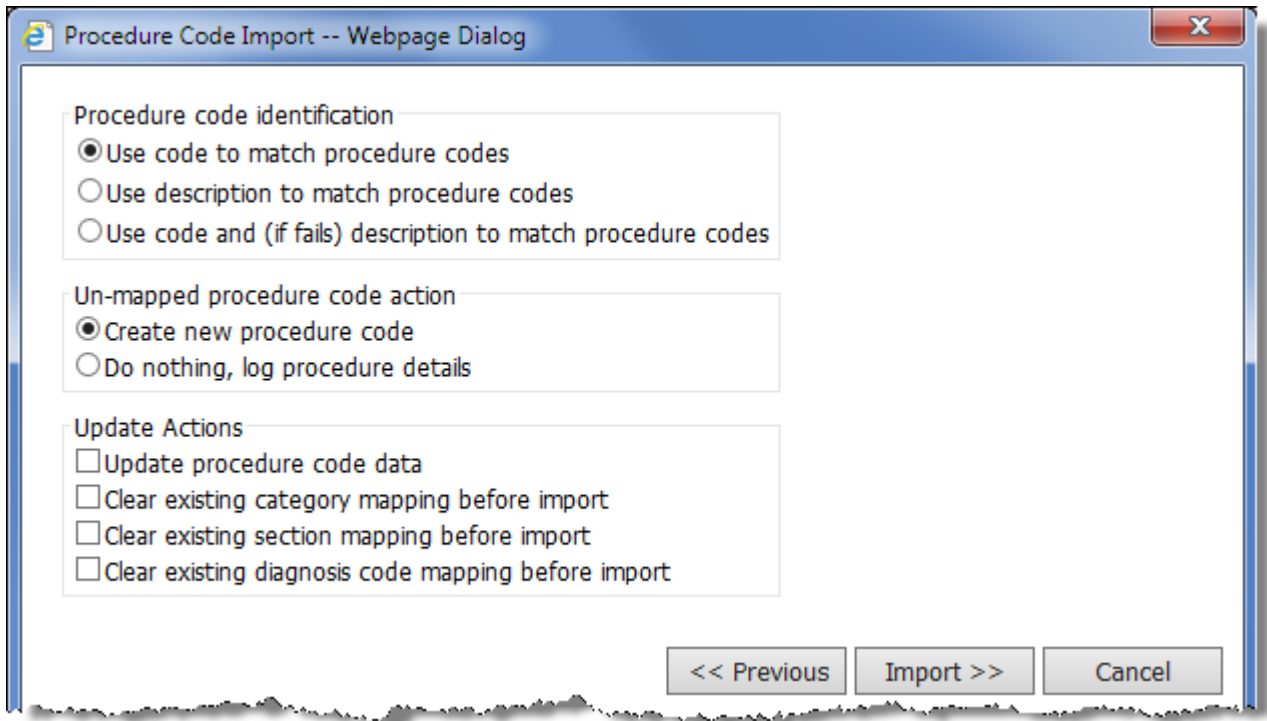 Procedure Code Import -- Webpage Dialog
Procedure code identification
Use code to match procedure codes
Use description to match procedure codes
Use code and (if fails) description to match procedure codes
Un-mapped procedure code action
Create new procedure code
Do nothing, log procedure details
Update Actions
Update procedure code data
Clear existing category mapping before import
Clear existing section mapping before import
Clear existing diagnosis code mapping before import
<< Previous Import >> Cancel